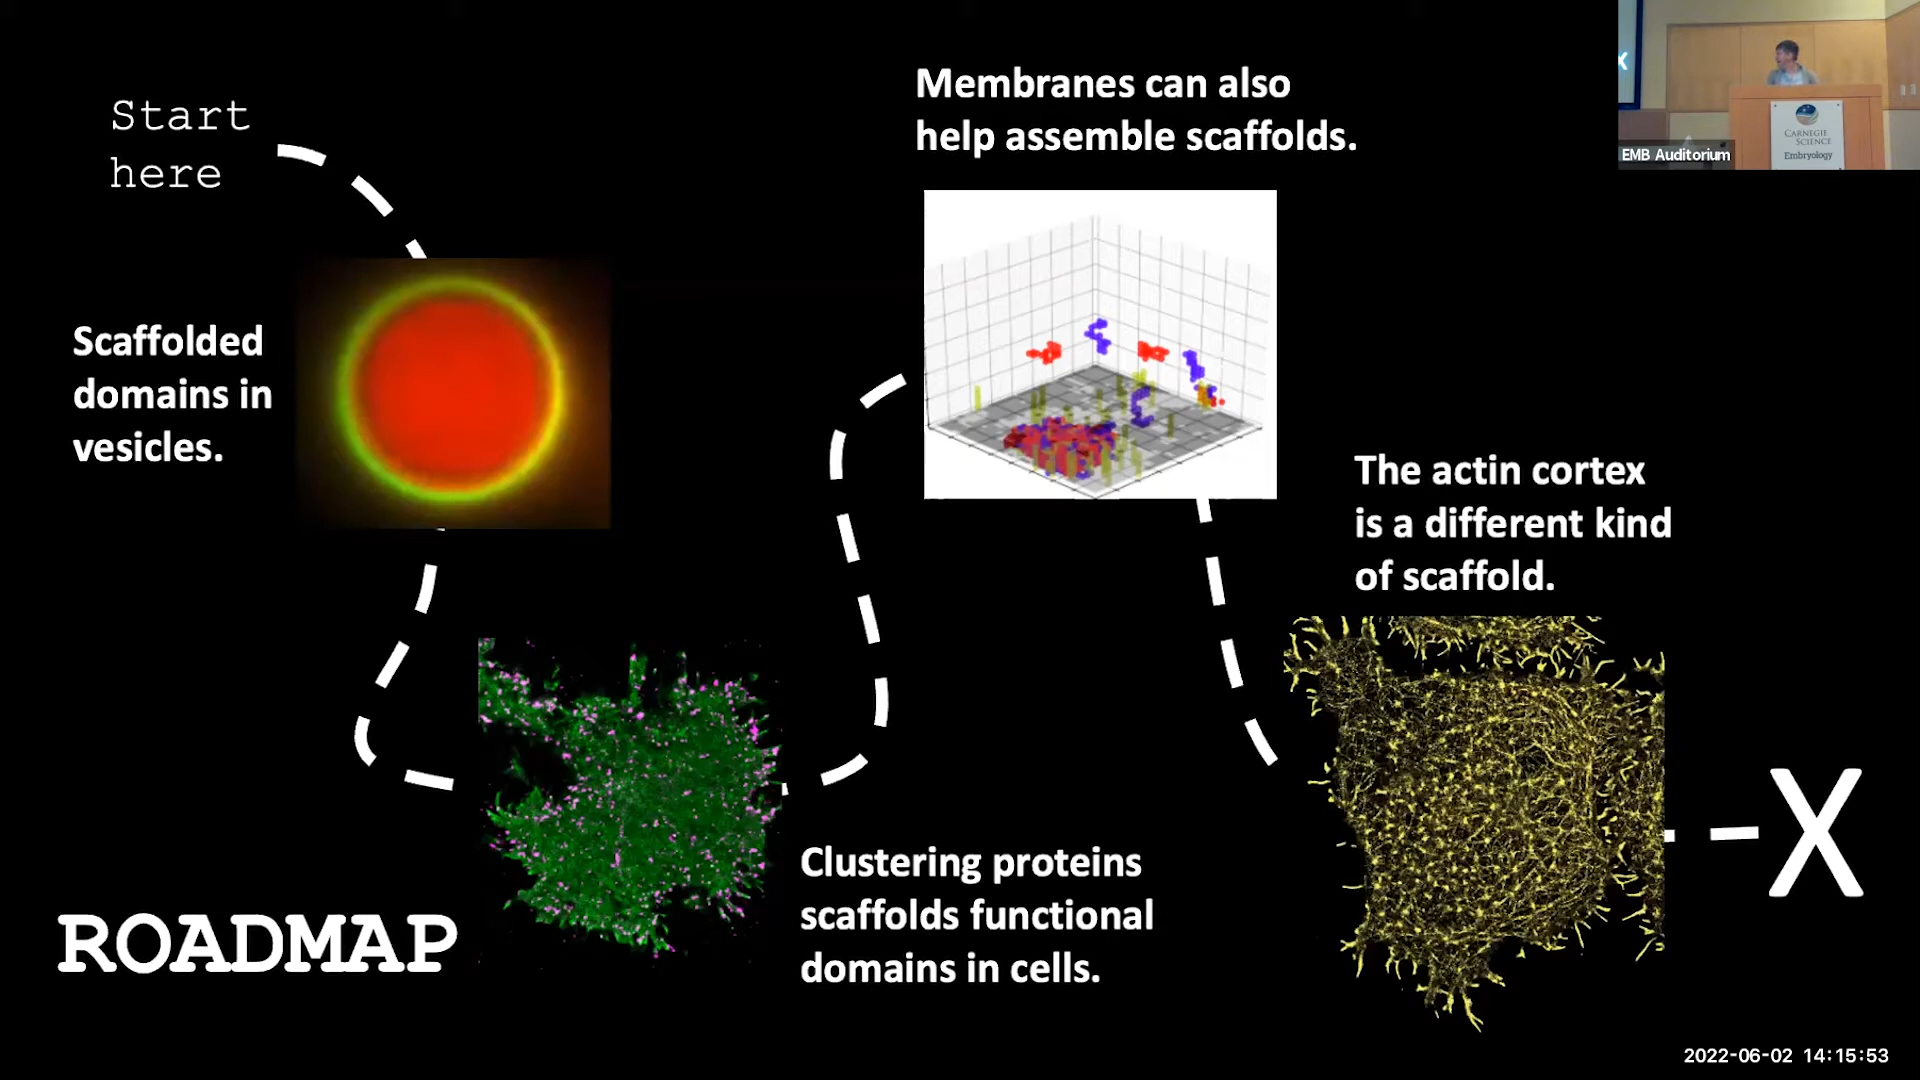 Start
here
Scaffolded
domains in
vesicles.
Membranes can also
help assemble scaffolds.
Clustering proteins
scaffolds functional
domains in cells.
The actin cortex
is a different kind
of scaffold.
X
ROADMAP
X
CARNEGIE
SCIENCE
Embryology
EMB Auditorium
2022-06-02 14:15:53